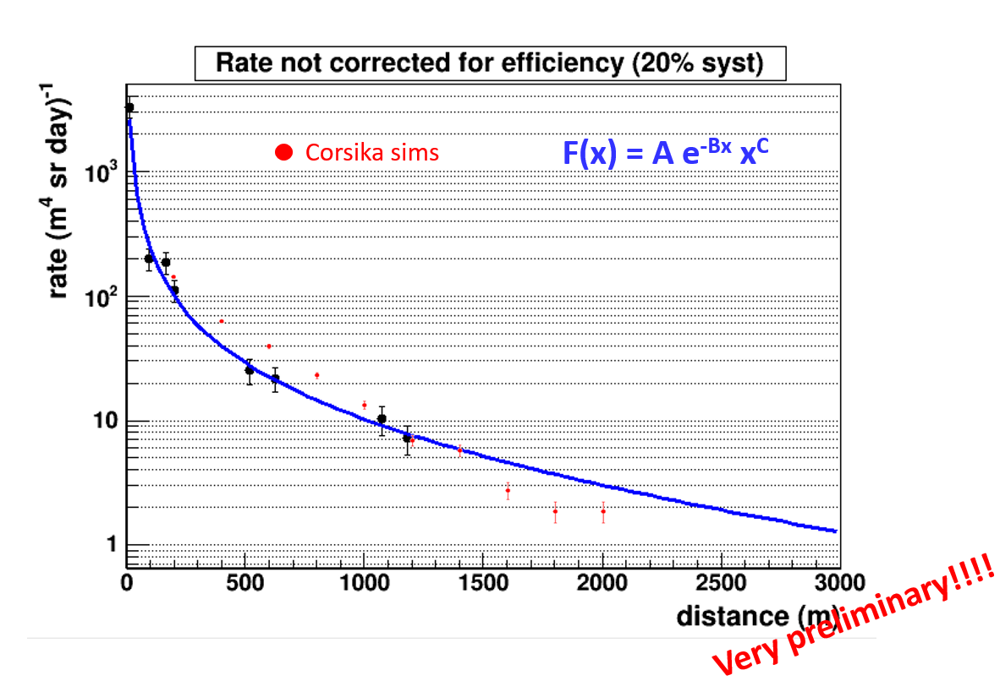 Rate not corrected for efficiency (20% syst)
rate (m⁴ sr day)⁻¹
Corsika sims
F(x) = A e⁻ᴮˣ xᶜ
10³
10²
10
1
0 500 1000 1500 2000 2500 3000
distance (m)
Very preliminary!!!!